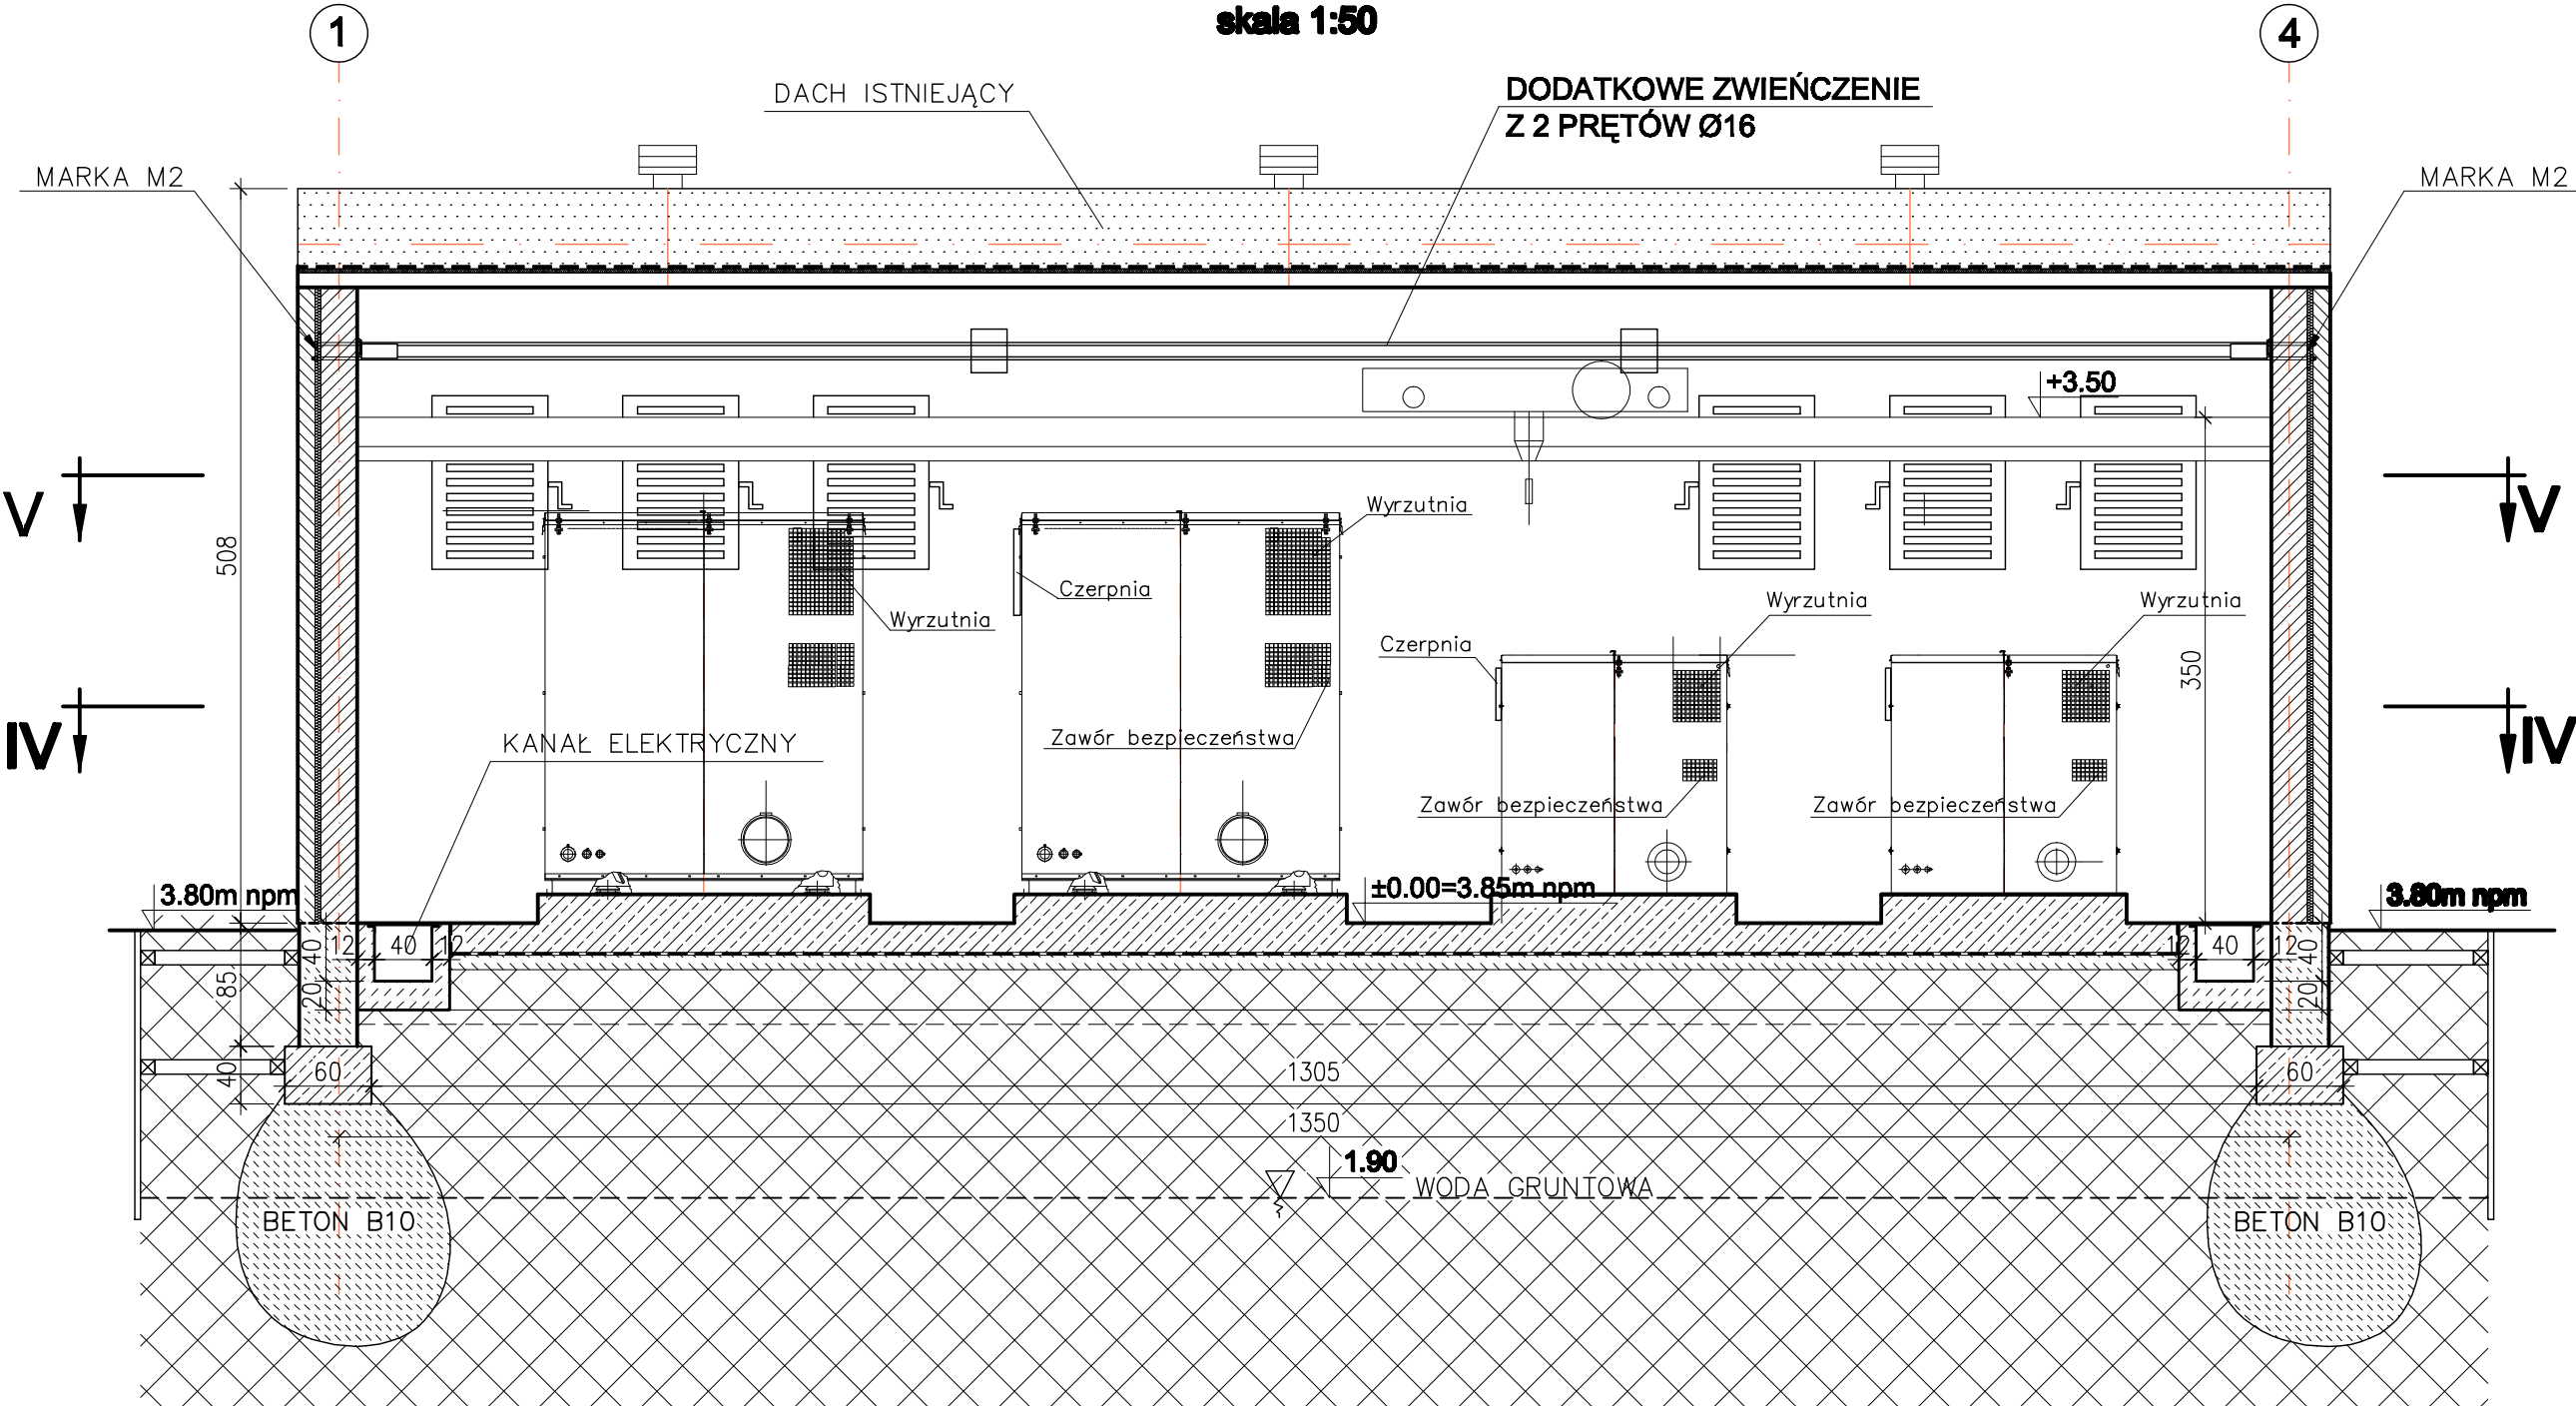 skala 1:50
1
4
DACH ISTNIEJĄCY
DODATKOWE ZWIEŃCZENIE
Z 2 PRĘTÓW Ø16
MARKA M2
MARKA M2
+3.50
V
V
508
Wyrzutnia
Czerpnia
Wyrzutnia
Wyrzutnia
Wyrzutnia
Czerpnia
350
IV
IV
KANAŁ ELEKTRYCZNY
Zawór bezpieczeństwa
Zawór bezpieczeństwa
Zawór bezpieczeństwa
3.80m npm
±0.00=3.85m npm
3.80m npm
40
12
40
12
12
40
12
40
85
20
20
40
60
1305
60
1350
1.90
WODA GRUNTOWA
BETON B10
BETON B10